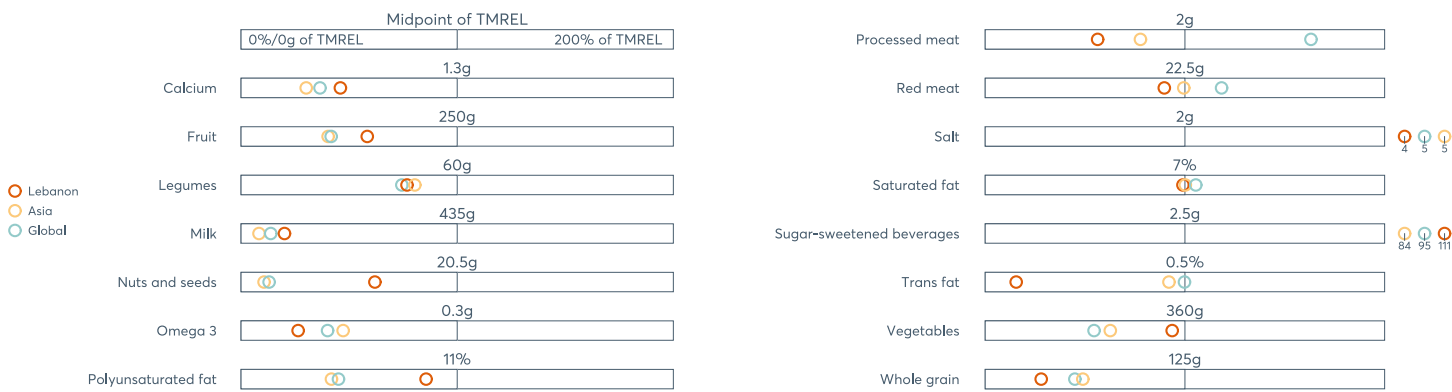 Midpoint of TMREL
0%/0g of TMREL 200% of TMREL
1.3g
Calcium
250g
Fruit
60g
Legumes
435g
Milk
20.5g
Nuts and seeds
0.3g
Omega 3
11%
Polyunsaturated fat
Lebanon
Asia
Global
2g
Processed meat
22.5g
Red meat
2g
Salt
4 5 5
7%
Saturated fat
2.5g
Sugar-sweetened beverages
84 95 111
0.5%
Trans fat
360g
Vegetables
125g
Whole grain